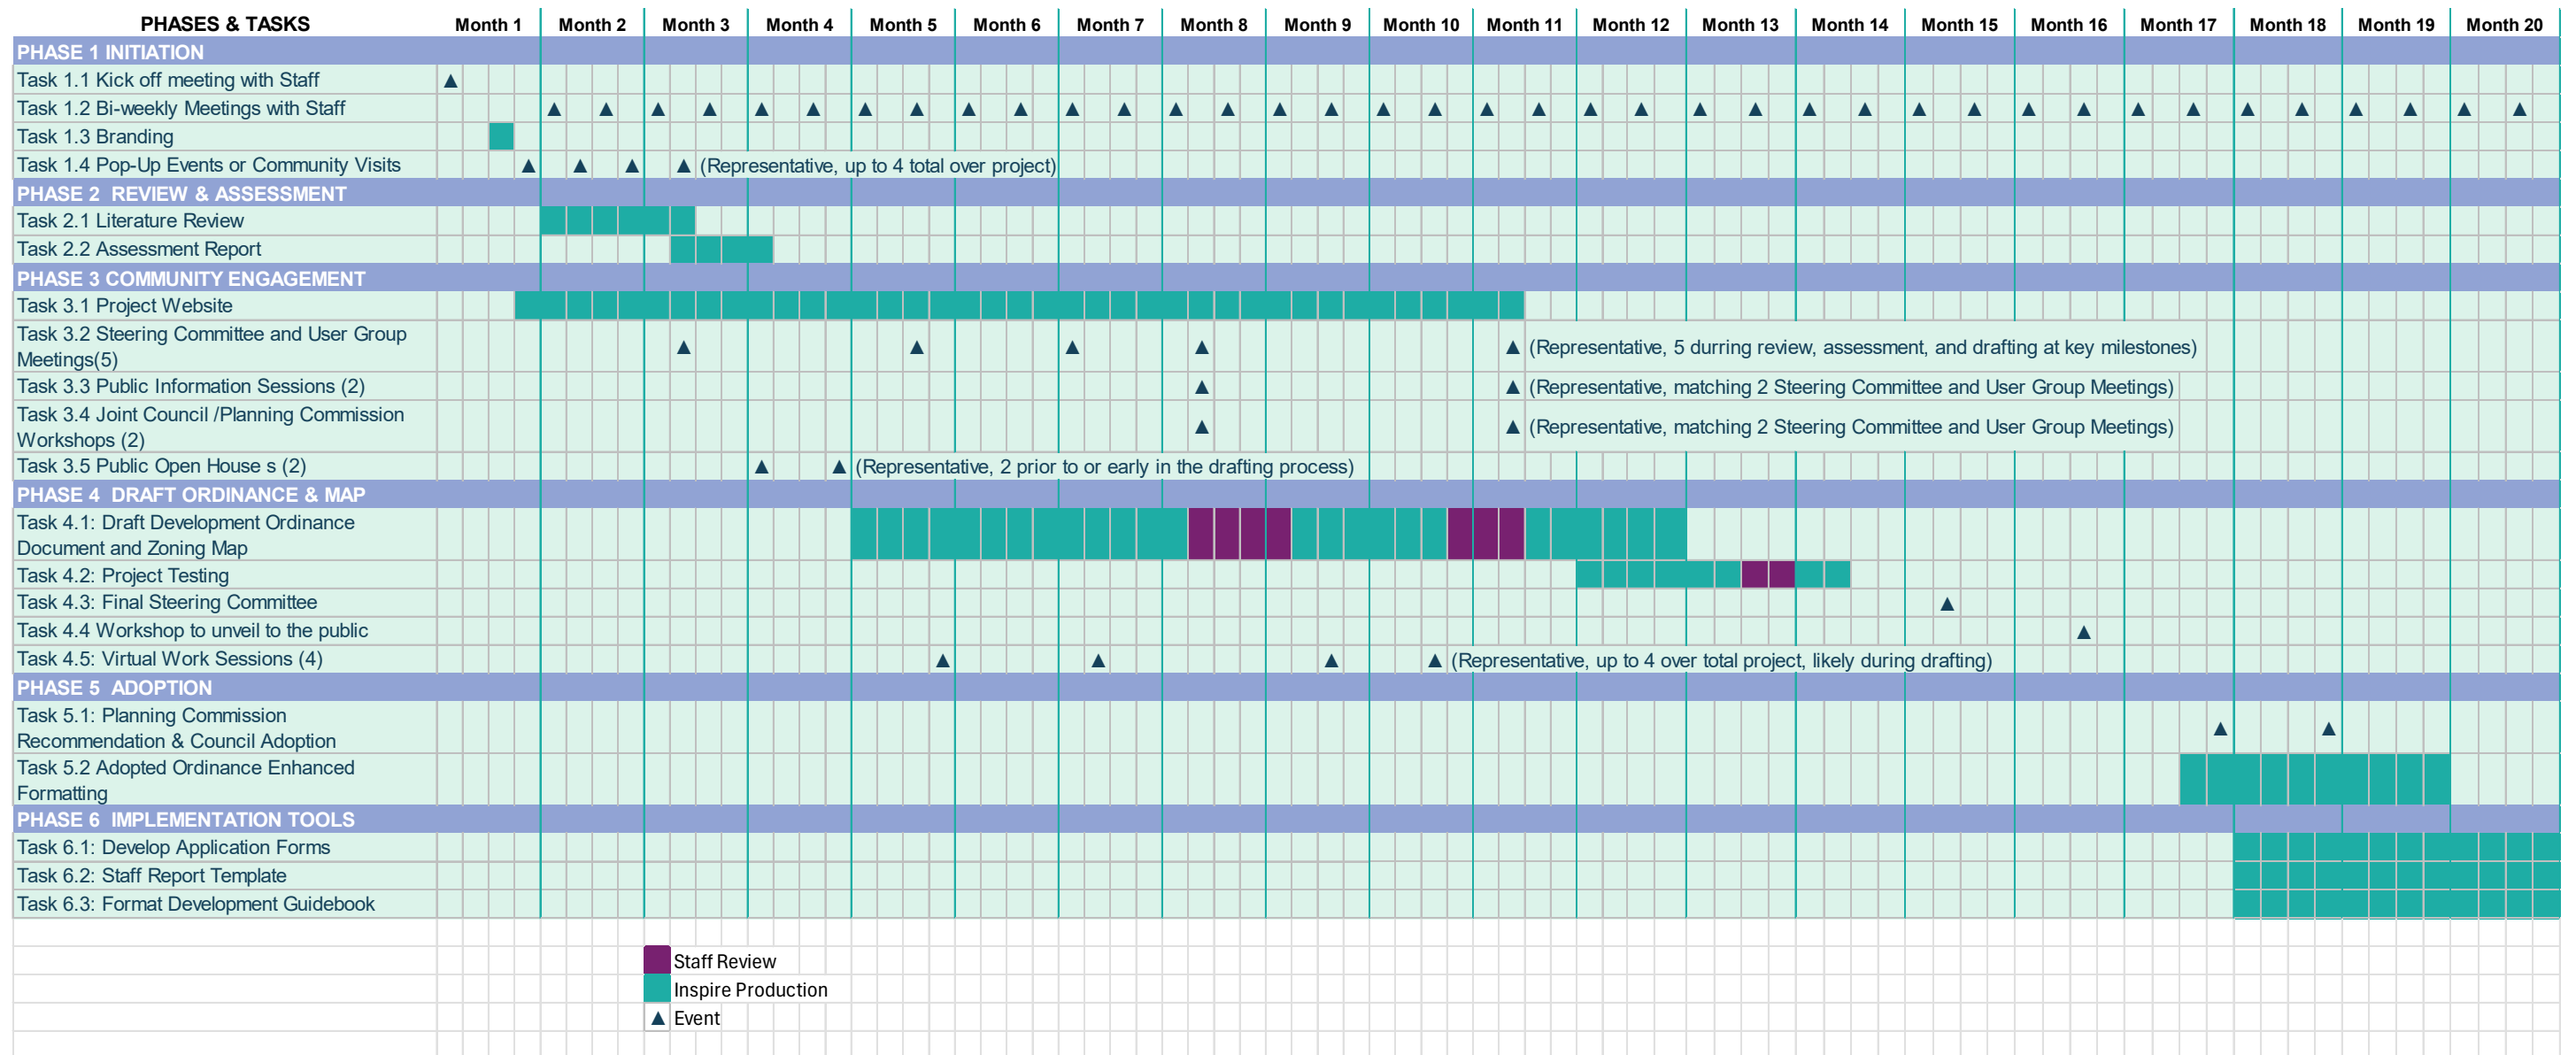 PHASES & TASKS Month 1 Month 2 Month 3 Month 4 Month 5 Month 6 Month 7 Month 8 Month 9 Month 10 Month 11 Month 12 Month 13 Month 14 Month 15 Month 16 Month 17 Month 18 Month 19 Month 20
PHASE 1 INITIATION
Task 1.1 Kick off meeting with Staff
Task 1.2 Bi-weekly Meetings with Staff
Task 1.3 Branding
Task 1.4 Pop-Up Events or Community Visits (Representative, up to 4 total over project)
PHASE 2 REVIEW & ASSESSMENT
Task 2.1 Literature Review
Task 2.2 Assessment Report
PHASE 3 COMMUNITY ENGAGEMENT
Task 3.1 Project Website
Task 3.2 Steering Committee and User Group
Meetings(5) (Representative, 5 durring review, assessment, and drafting at key milestones)
Task 3.3 Public Information Sessions (2) (Representative, matching 2 Steering Committee and User Group Meetings)
Task 3.4 Joint Council /Planning Commission
Workshops (2) (Representative, matching 2 Steering Committee and User Group Meetings)
Task 3.5 Public Open House s (2) (Representative, 2 prior to or early in the drafting process)
PHASE 4 DRAFT ORDINANCE & MAP
Task 4.1: Draft Development Ordinance
Document and Zoning Map
Task 4.2: Project Testing
Task 4.3: Final Steering Committee
Task 4.4 Workshop to unveil to the public
Task 4.5: Virtual Work Sessions (4) (Representative, up to 4 over total project, likely during drafting)
PHASE 5 ADOPTION
Task 5.1: Planning Commission
Recommendation & Council Adoption
Task 5.2 Adopted Ordinance Enhanced
Formatting
PHASE 6 IMPLEMENTATION TOOLS
Task 6.1: Develop Application Forms
Task 6.2: Staff Report Template
Task 6.3: Format Development Guidebook
Staff Review
Inspire Production
Event